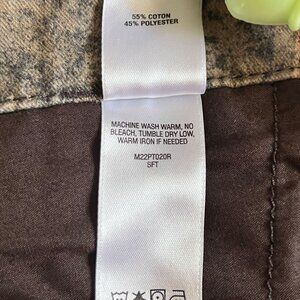 55% COTTON
45% POLYESTER
MACHINE WASH WARM, NO
BLEACH, TUMBLE DRY LOW,
WARM IRON IF NEEDED
M22PT020R
SFT